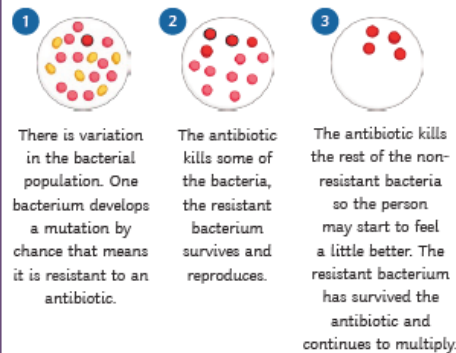 1
There is variation
in the bacterial
population. One
bacterium develops
a mutation by
chance that means
it is resistant to an
antibiotic.
2
The antibiotic
kills some of
the bacteria,
the resistant
bacterium
survives and
reproduces.
3
The antibiotic kills
the rest of the non-
resistant bacteria
so the person
may start to feel
a little better. The
resistant bacterium
has survived the
antibiotic and
continues to multiply.